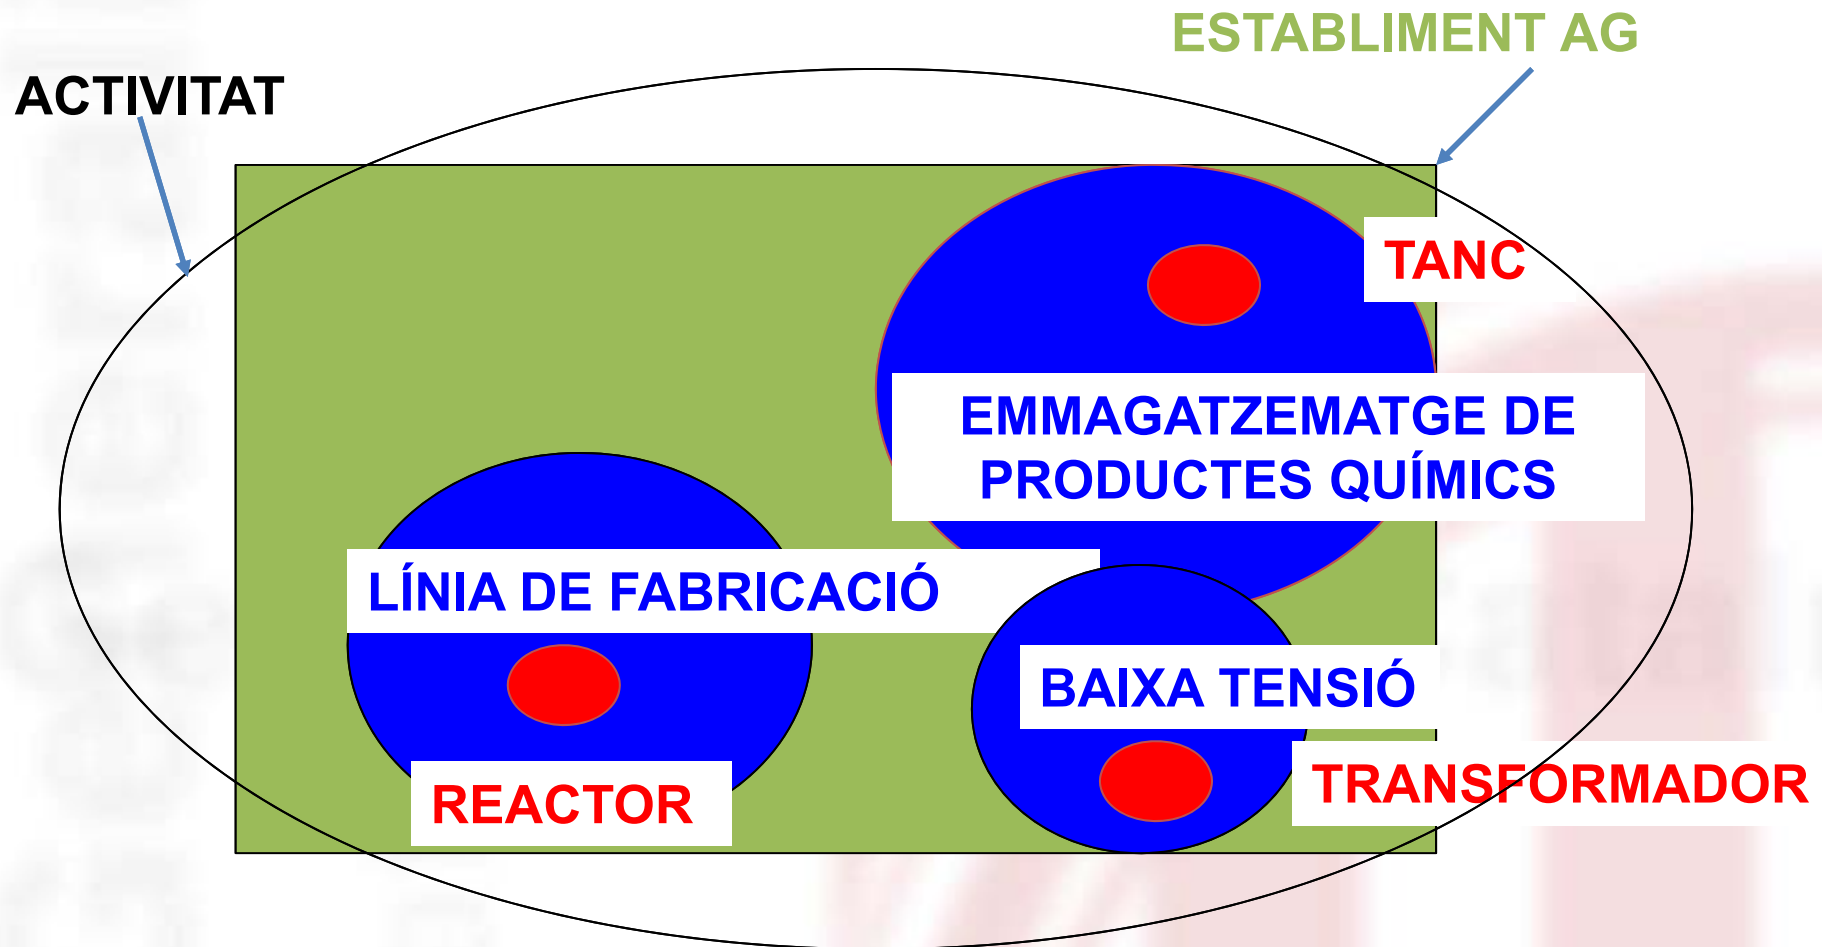 ESTABLIMENT AG
ACTIVITAT
TANC
EMMAGATZEMATGE DE
PRODUCTES QUÍMICS
LÍNIA DE FABRICACIÓ
BAIXA TENSIÓ
TRANSFORMADOR
REACTOR